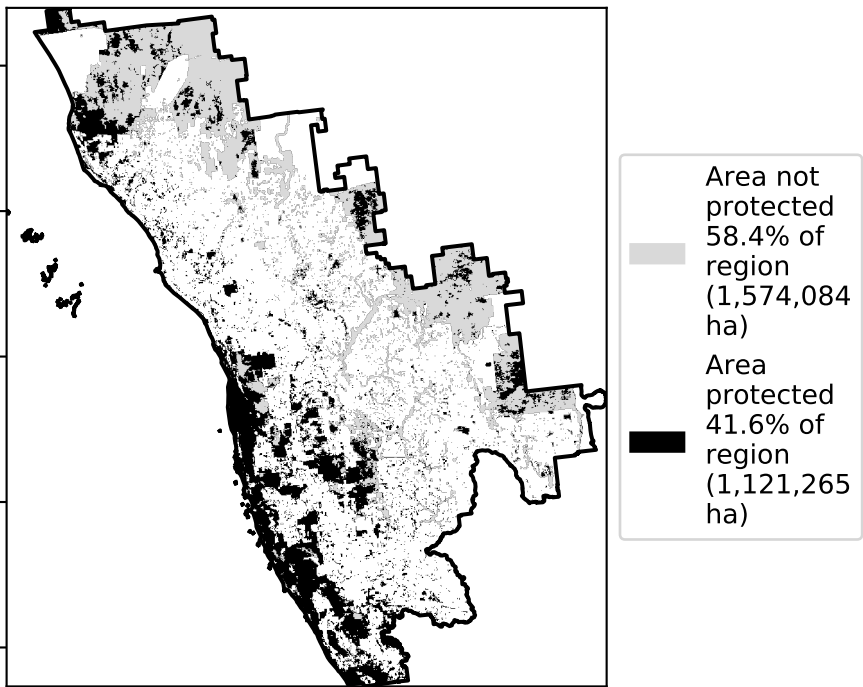 Area not
protected
58.4% of
region
(1,574,084
ha)
Area
protected
41.6% of
region
(1,121,265
ha)